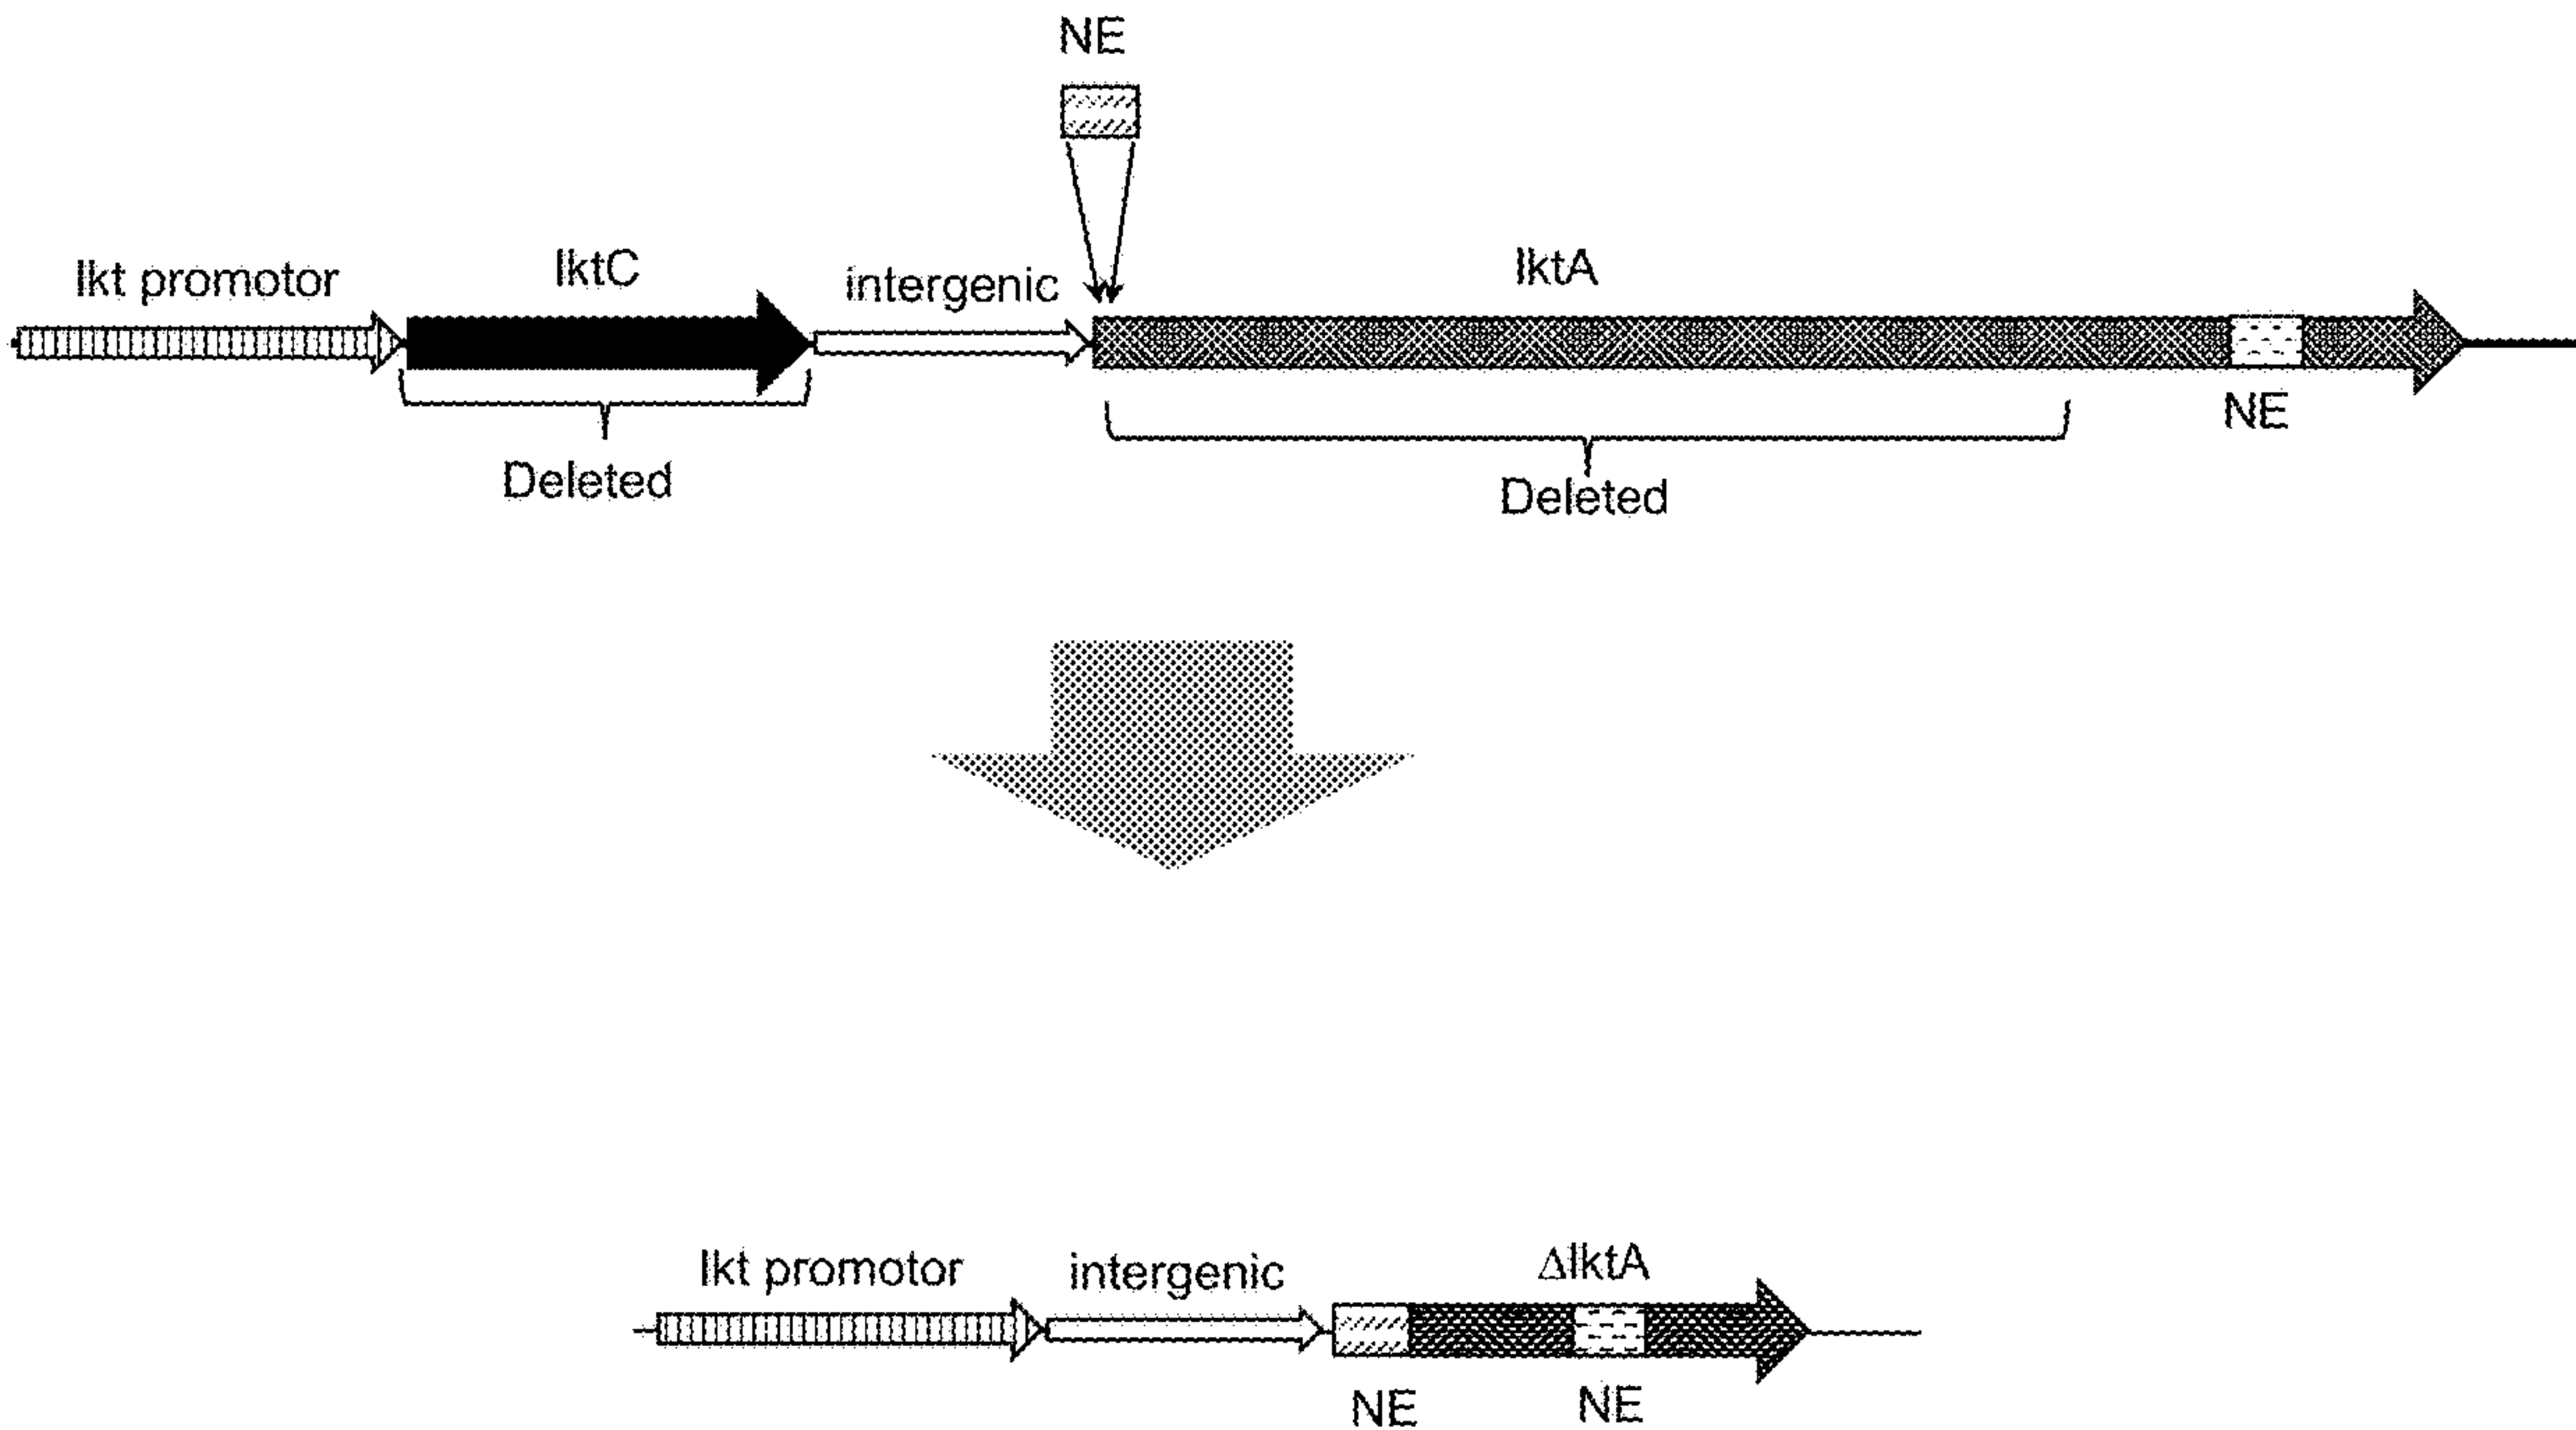 NE
lkt promotor
lktC
intergenic
lktA
NE
Deleted
Deleted
lkt promotor
intergenic
ΔlktA
NE
NE